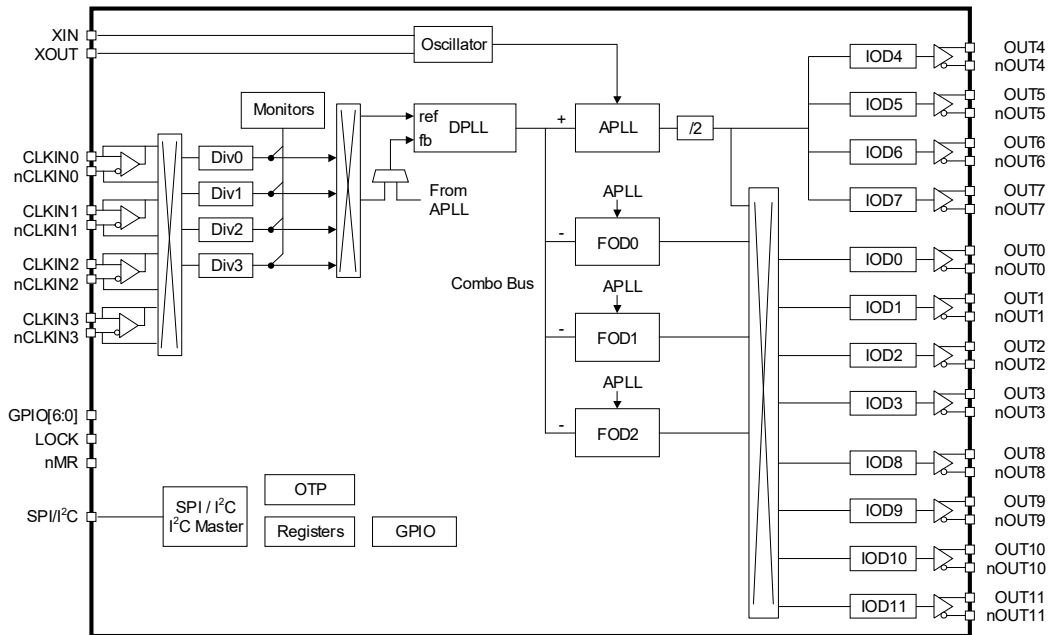 XIN
XOUT
Oscillator
Monitors
ref
fb
DPLL
+
APLL
/2
CLKIN0
nCLKIN0
CLKIN1
nCLKIN1
CLKIN2
nCLKIN2
CLKIN3
nCLKIN3
Div0
Div1
Div2
Div3
From
APLL
Combo Bus
APLL
-
FOD0
APLL
-
FOD1
APLL
-
FOD2
GPIO[6:0]
LOCK
nMR
SPI/I²C
SPI / I²C
I²C Master
OTP
Registers
GPIO
IOD4
OUT4
nOUT4
IOD5
OUT5
nOUT5
IOD6
OUT6
nOUT6
IOD7
OUT7
nOUT7
IOD0
OUT0
nOUT0
IOD1
OUT1
nOUT1
IOD2
OUT2
nOUT2
IOD3
OUT3
nOUT3
IOD8
OUT8
nOUT8
IOD9
OUT9
nOUT9
IOD10
OUT10
nOUT10
IOD11
OUT11
nOUT11